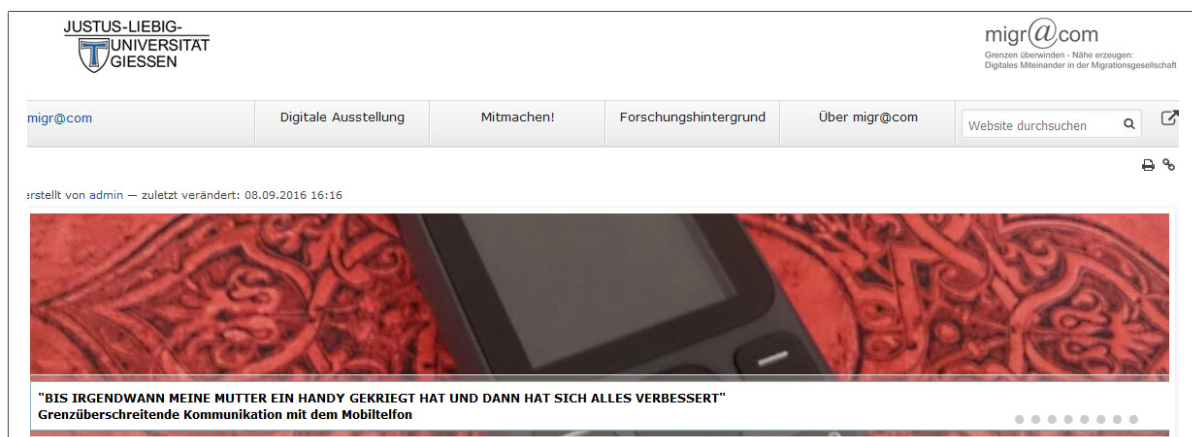 JUSTUS-LIEBIG-
UNIVERSITÄT
GIESSEN
migr@com
Grenzen überwinden - Nähe erzeugen:
Digitales Miteinander in der Migrationsgesellschaft
migr@com
Digitale Ausstellung
Mitmachen!
Forschungshintergrund
Über migr@com
Website durchsuchen
erstellt von admin — zuletzt verändert: 08.09.2016 16:16
"BIS IRGENDWANN MEINE MUTTER EIN HANDY GEKRIEGT HAT UND DANN HAT SICH ALLES VERBESSERT"
Grenzüberschreitende Kommunikation mit dem Mobiltelfon